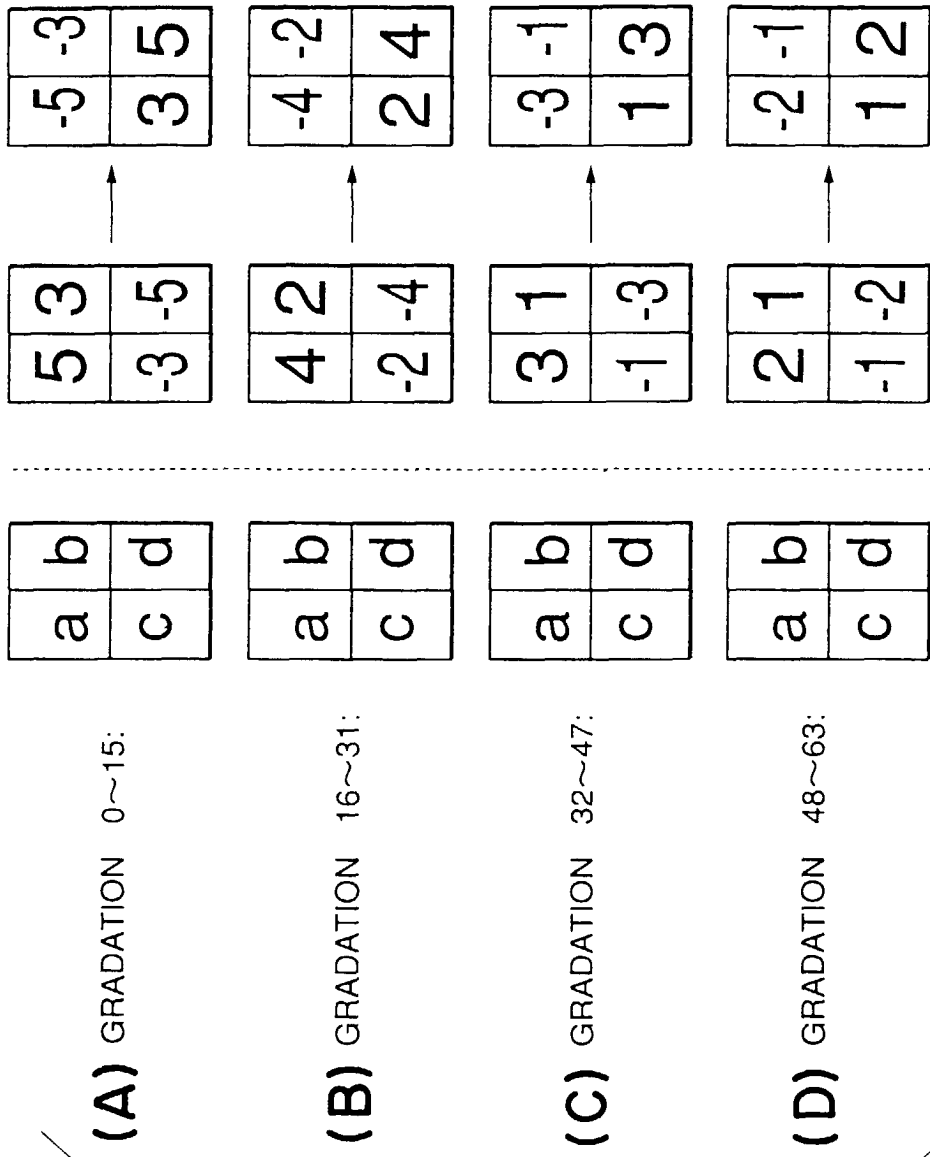 a b 5 3 -5 -3
(A) GRADATION 0~15:
c d -3 -5 3 5
a b 4 2 -4 -2
(B) GRADATION 16~31:
c d -2 -4 2 4
a b 3 1 -3 -1
(C) GRADATION 32~47:
c d -1 -3 1 3
a b 2 1 -2 -1
(D) GRADATION 48~63:
c d -1 -2 1 2